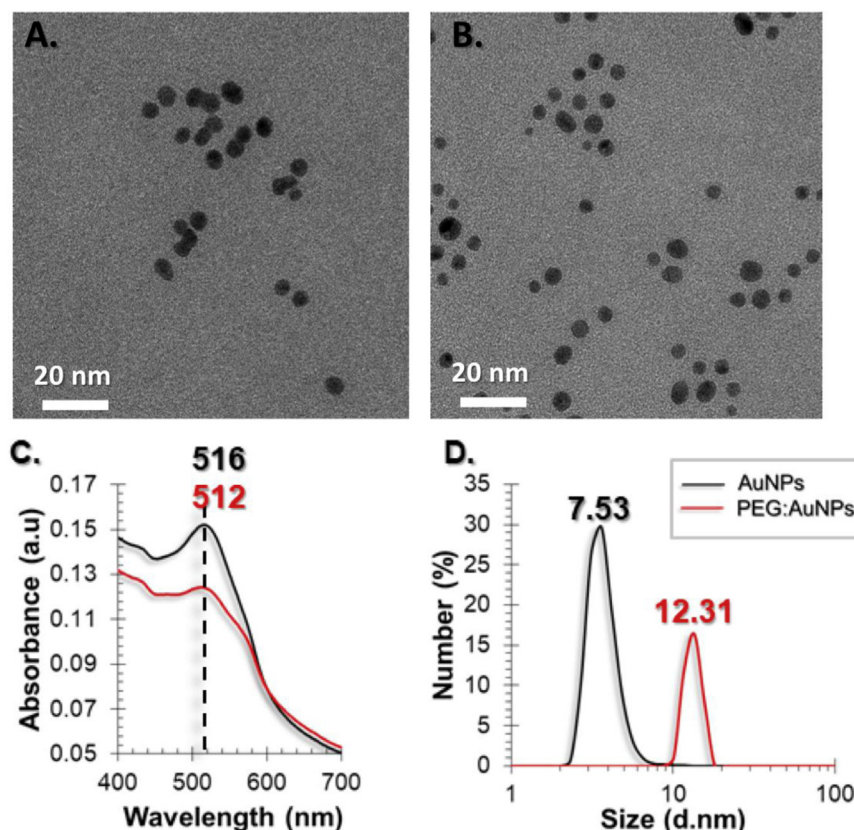 A.
B.
20 nm
20 nm
C.
516
512
0.17
0.15
0.13
0.11
0.09
0.07
0.05
Absorbance (a.u)
400
500
600
700
Wavelength (nm)
D.
AuNPs
PEG:AuNPs
7.53
12.31
35
30
25
20
15
10
5
0
Number (%)
1
10
100
Size (d.nm)